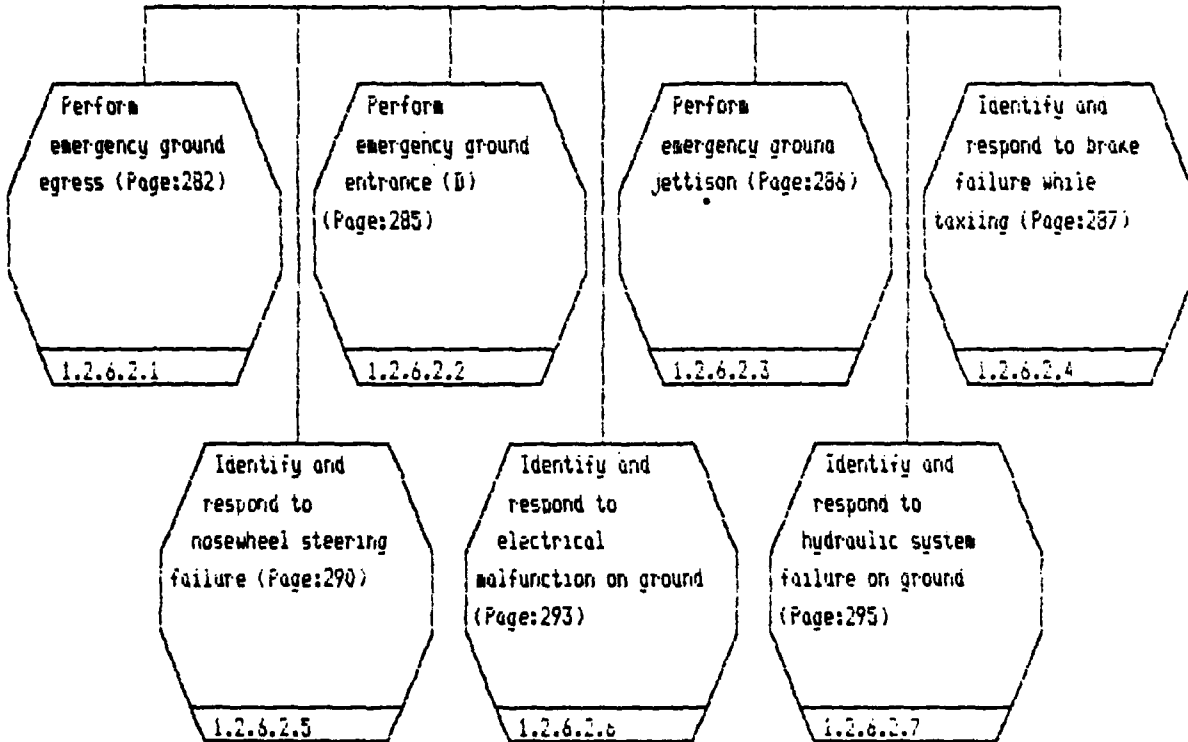 Perform
emergency ground
egress (Page:282)
1.2.6.2.1
Perform
emergency ground
entrance (D)
(Page:285)
1.2.6.2.2
Perform
emergency ground
jettison (Page:286)
1.2.6.2.3
Identify and
respond to brake
failure while
taxiing (Page:287)
1.2.6.2.4
Identify and
respond to
nosewheel steering
failure (Page:290)
1.2.6.2.5
Identify and
respond to
electrical
malfunction on ground
(Page:293)
1.2.6.2.6
Identify and
respond to
hydraulic system
failure on ground
(Page:295)
1.2.6.2.7